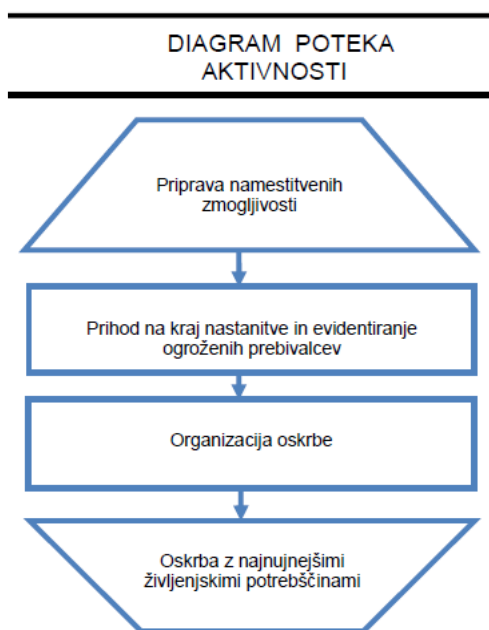 DIAGRAM POTEKA
AKTIVNOSTI
Priprava namestitvenih
zmogljivosti
Prihod na kraj nastanitve in evidentiranje
ogroženih prebivalcev
Organizacija oskrbe
Oskrba z najnujnejšimi
življenjskimi potrebščinami